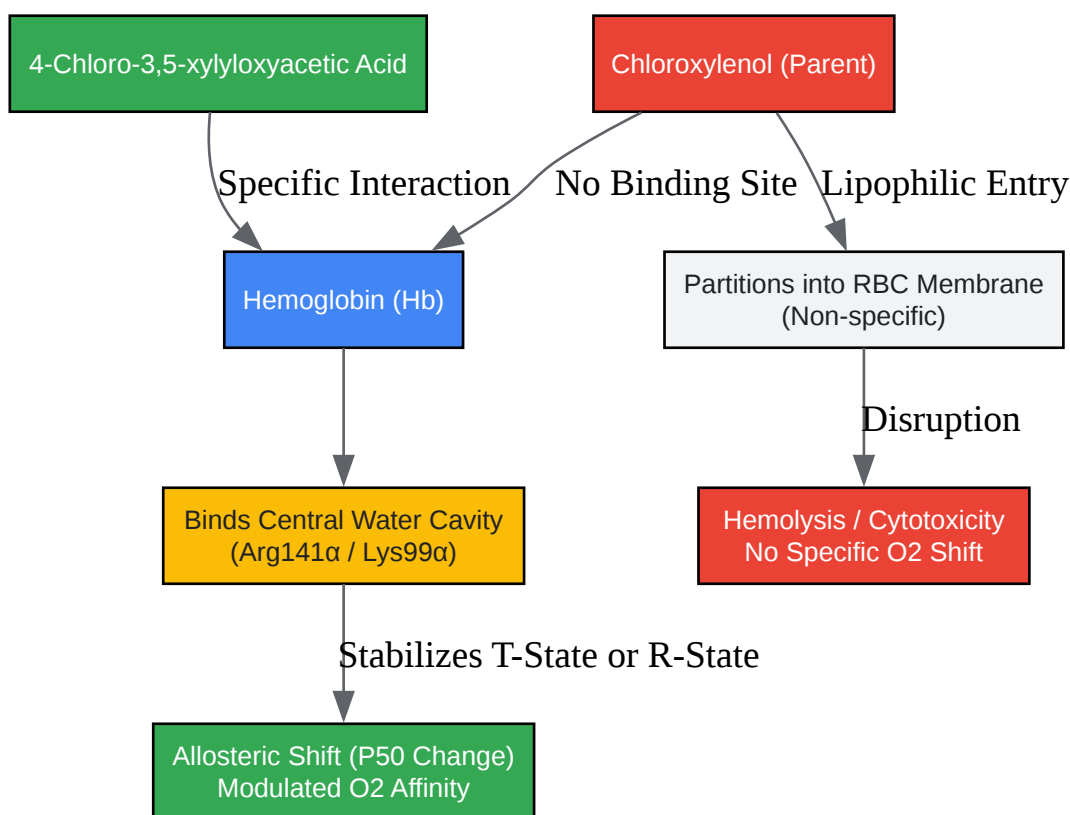 4-Chloro-3,5-xylyloxyacetic Acid
Chloroxylenol (Parent)
Specific Interaction
No Binding Site
Lipophilic Entry
Hemoglobin (Hb)
Partitions into RBC Membrane
(Non-specific)
Disruption
Binds Central Water Cavity
(Arg141α / Lys99α)
Hemolysis / Cytotoxicity
No Specific O2 Shift
Stabilizes T-State or R-State
Allosteric Shift (P50 Change)
Modulated O2 Affinity